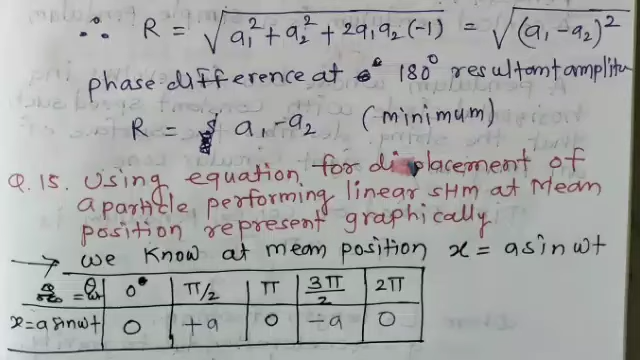 ∴ R = √(a₁² + a₂² + 2a₁a₂(-1)) = √(a₁ - a₂)²
phase difference at 180° resultant amplitu
R = a₁ - a₂ (minimum)
Q.15. Using equation for displacement of
a particle performing linear SHM at Mean
position represent graphically
→ we know at mean position x = a sin ωt
= ωt | 0° | π/2 | π | 3π/2 | 2π
x = a sin ωt | 0 | +a | 0 | -a | 0